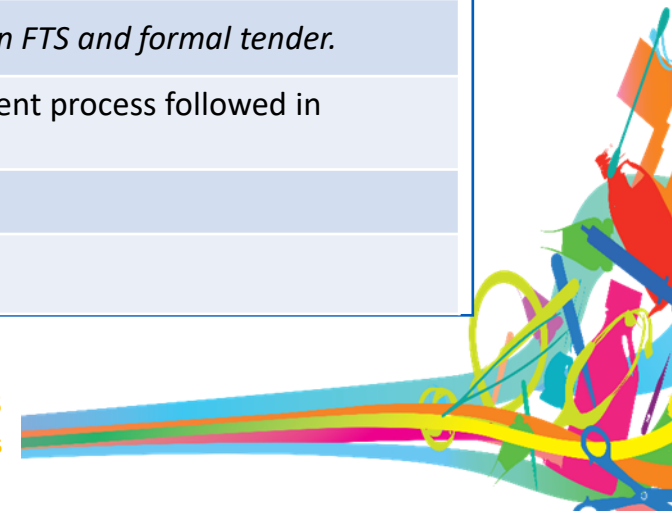 n FTS and formal tender.
ent process followed in